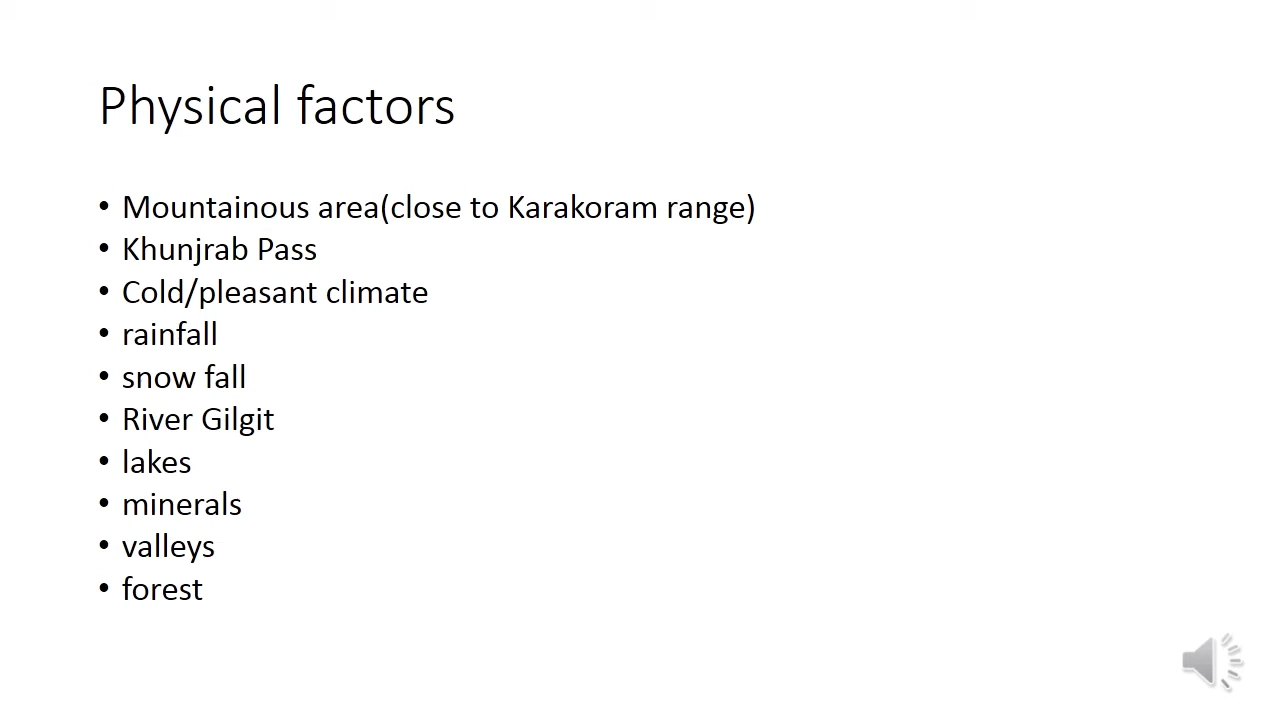 Physical factors
• Mountainous area(close to Karakoram range)
• Khunjrab Pass
• Cold/pleasant climate
• rainfall
• snow fall
• River Gilgit
• lakes
• minerals
• valleys
• forest